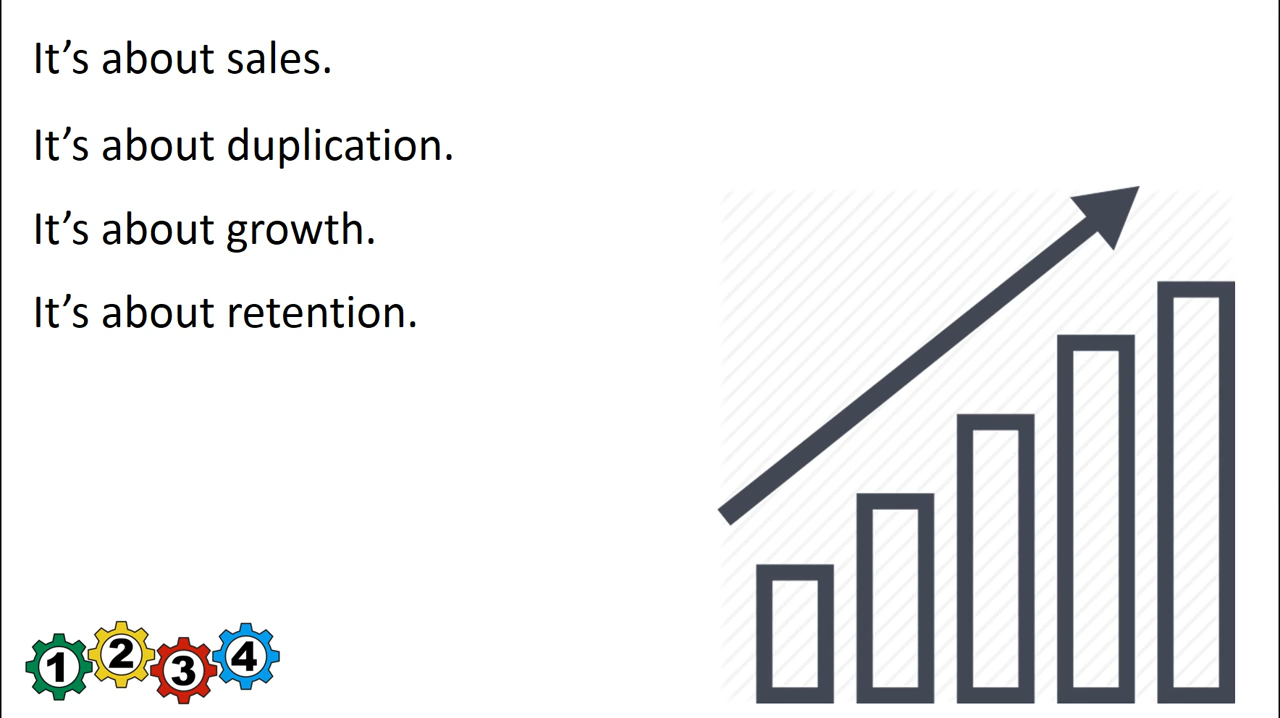 It’s about sales.
It’s about duplication.
It’s about growth.
It’s about retention.
1 2 3 4